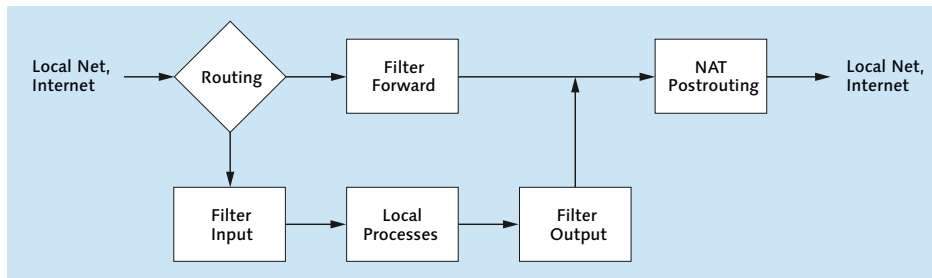 Local Net,
Internet
Routing
Filter
Forward
NAT
Postrouting
Local Net,
Internet
Filter
Input
Local
Processes
Filter
Output